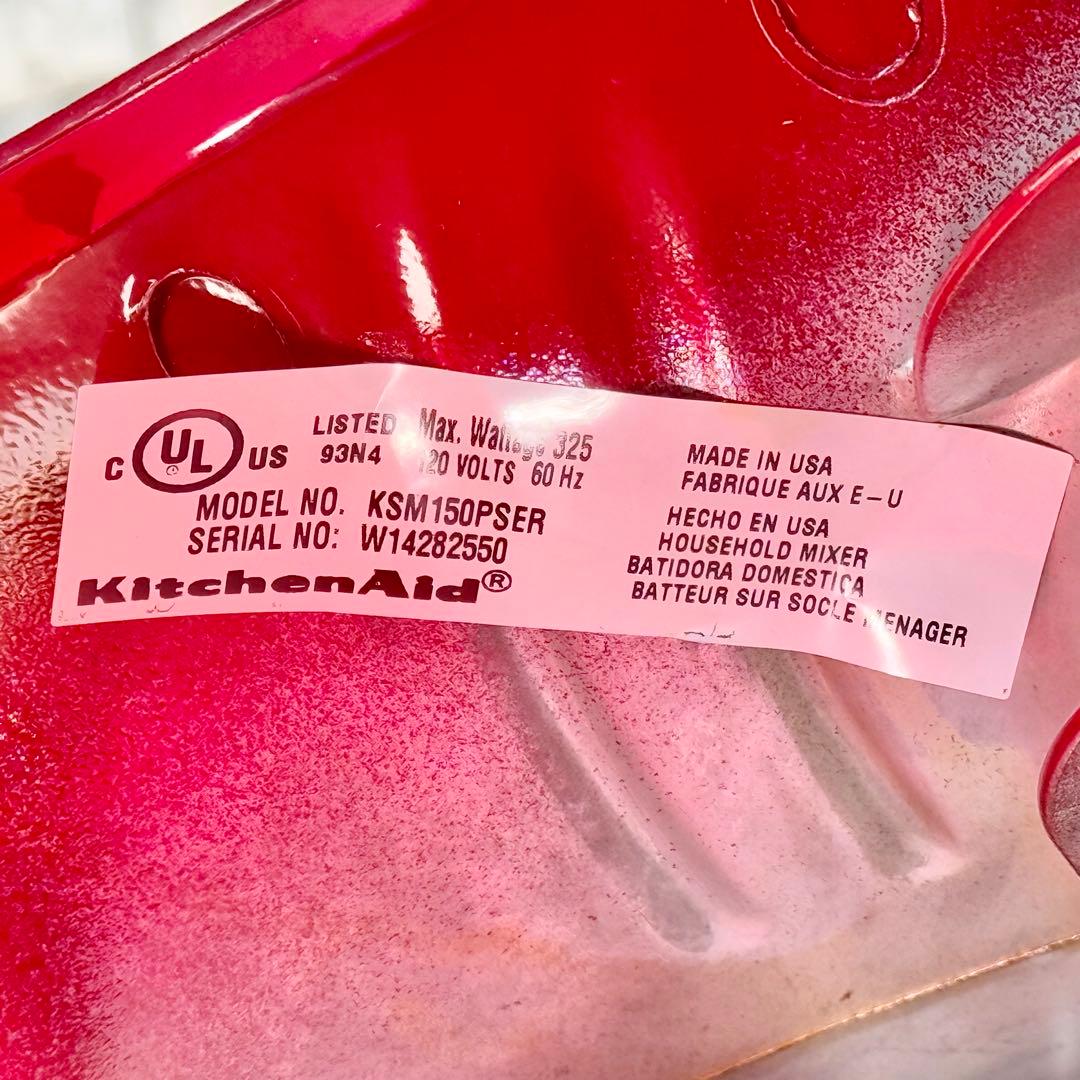 C UL US
LISTED
93N4
Max. Wattage 325
120 VOLTS 60 Hz
MODEL NO. KSM150PSER
SERIAL NO: W14282550
KitchenAid®
MADE IN USA
FABRIQUE AUX E-U
HECHO EN USA
HOUSEHOLD MIXER
BATIDORA DOMESTICA
BATTEUR SUR SOCLE MENAGER